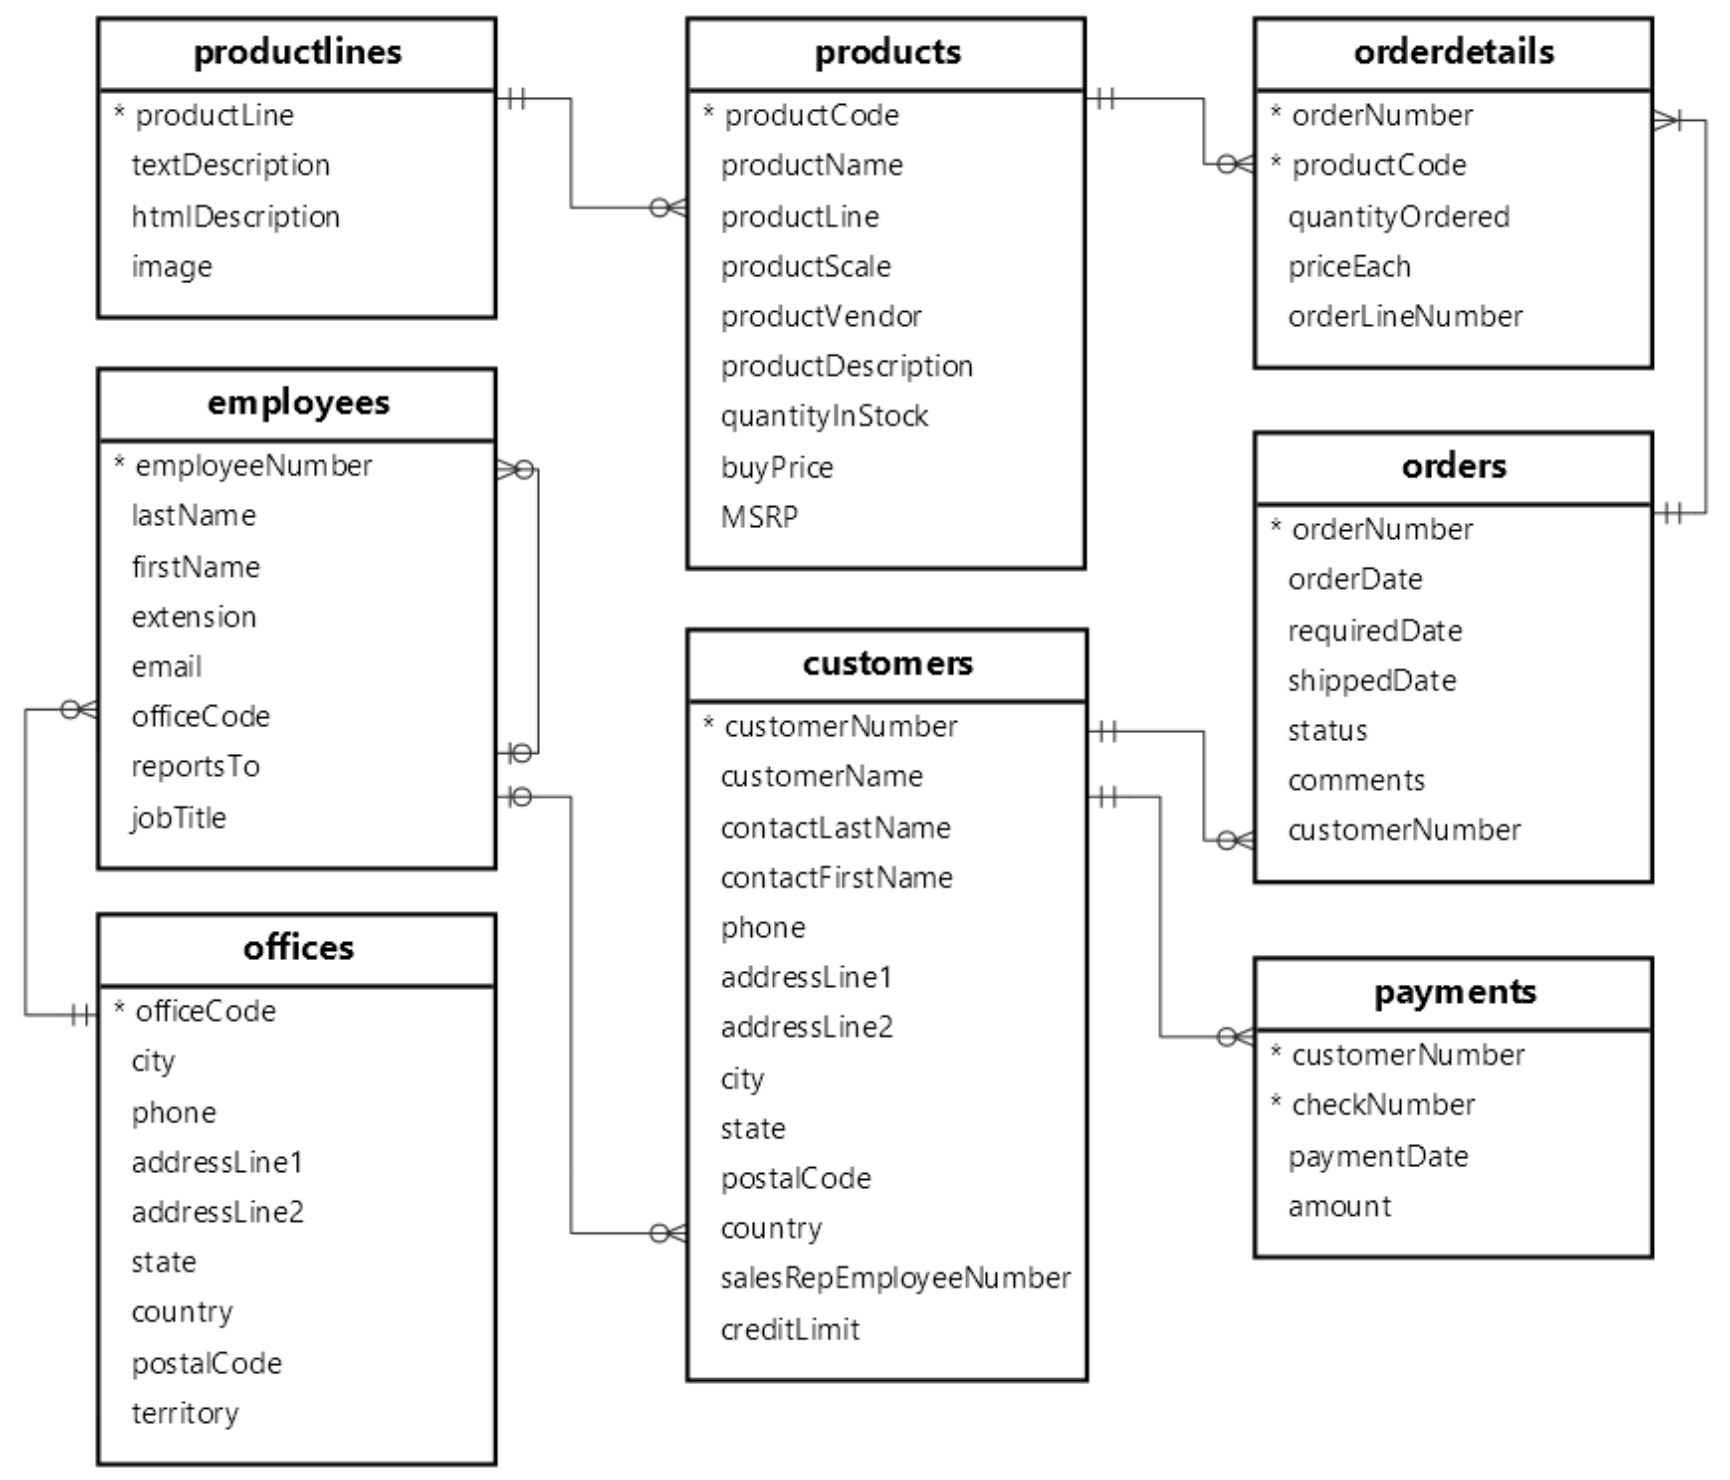 productlines
* productLine
textDescription
htmlDescription
image
products
* productCode
productName
productLine
productScale
productVendor
productDescription
quantityInStock
buyPrice
MSRP
orderdetails
* orderNumber
* productCode
quantityOrdered
priceEach
orderLineNumber
employees
* employeeNumber
lastName
firstName
extension
email
officeCode
reportsTo
jobTitle
orders
* orderNumber
orderDate
requiredDate
shippedDate
status
comments
customerNumber
customers
* customerNumber
customerName
contactLastName
contactFirstName
phone
addressLine1
addressLine2
city
state
postalCode
country
salesRepEmployeeNumber
creditLimit
offices
* officeCode
city
phone
addressLine1
addressLine2
state
country
postalCode
territory
payments
* customerNumber
* checkNumber
paymentDate
amount